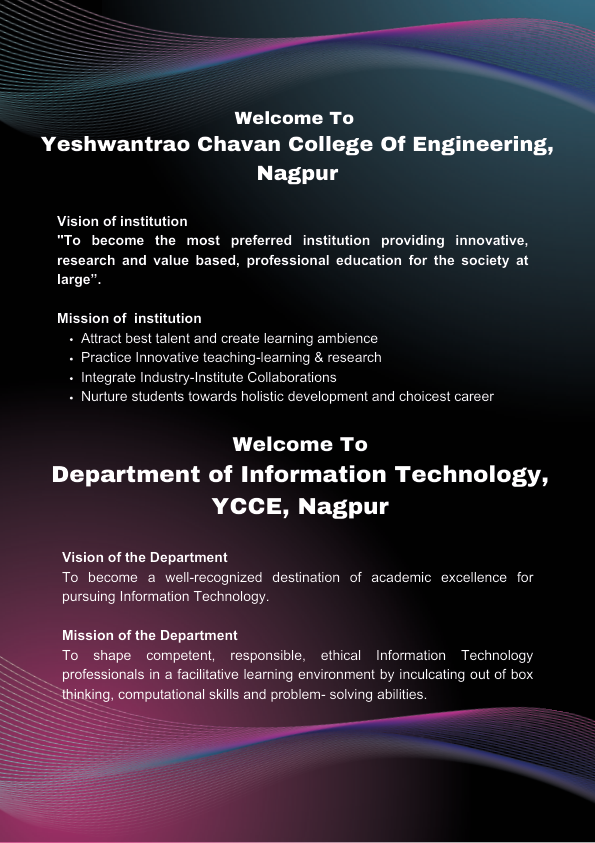 Welcome To
Yeshwantrao Chavan College Of Engineering,
Nagpur
Vision of institution
"To become the most preferred institution providing innovative,
research and value based, professional education for the society at
large”.
Mission of  institution
• Attract best talent and create learning ambience
• Practice Innovative teaching-learning & research
• Integrate Industry-Institute Collaborations
• Nurture students towards holistic development and choicest career
Welcome To
Department of Information Technology,
YCCE, Nagpur
Vision of the Department
To become a well-recognized destination of academic excellence for
pursuing Information Technology.
Mission of the Department
To shape competent, responsible, ethical Information Technology
professionals in a facilitative learning environment by inculcating out of box
thinking, computational skills and problem- solving abilities.